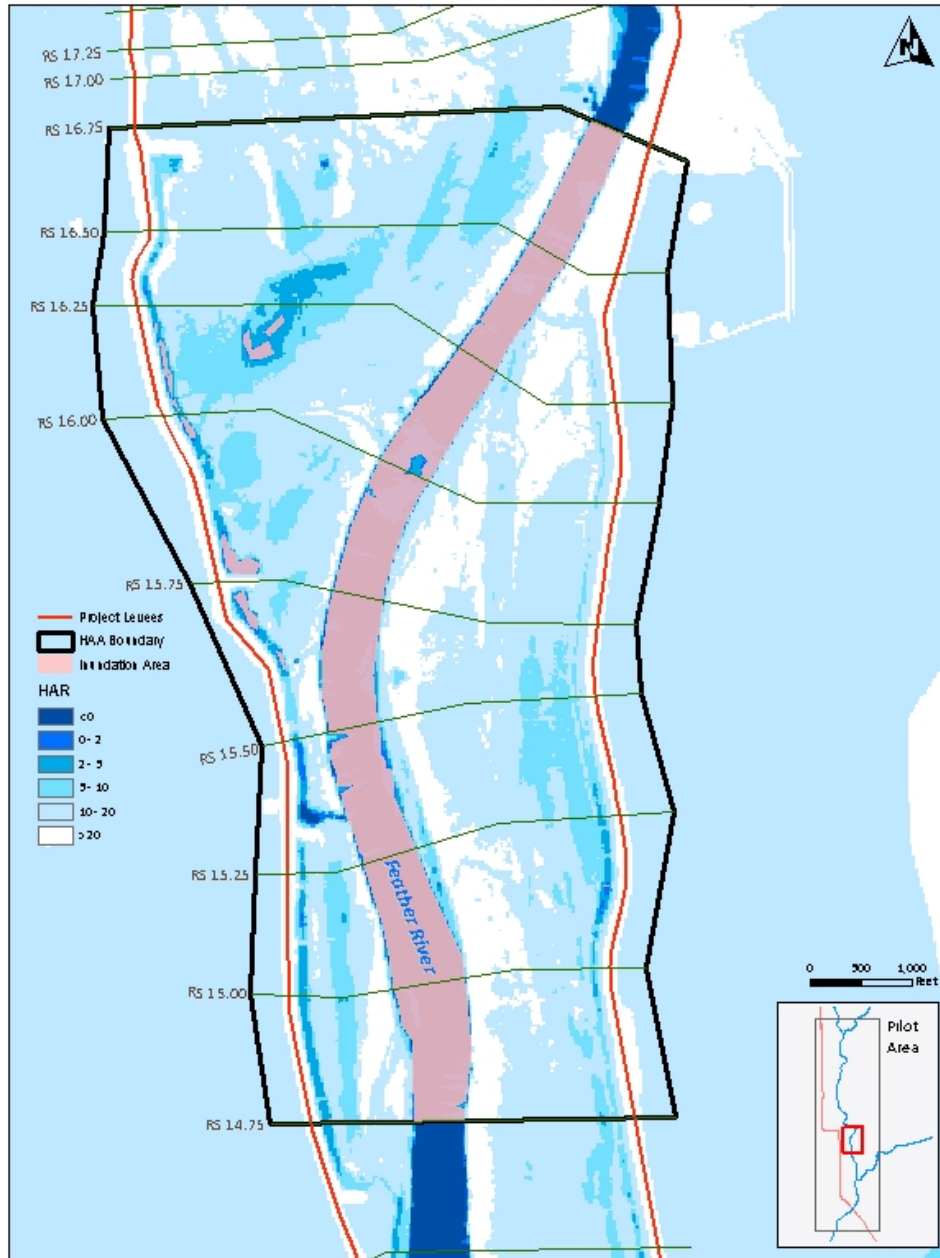 N
RS 17.25
RS 17.00
RS 16.75
RS 16.50
RS 16.25
RS 16.00
RS 15.75
Project Levees
HAA Boundary
Inundation Area
HAR
<0
0 - 2
2 - 5
5 - 10
10 - 20
>20
RS 15.50
RS 15.25
Feather River
RS 15.00
0 500 1,000
Feet
Pilot
Area
RS 14.75